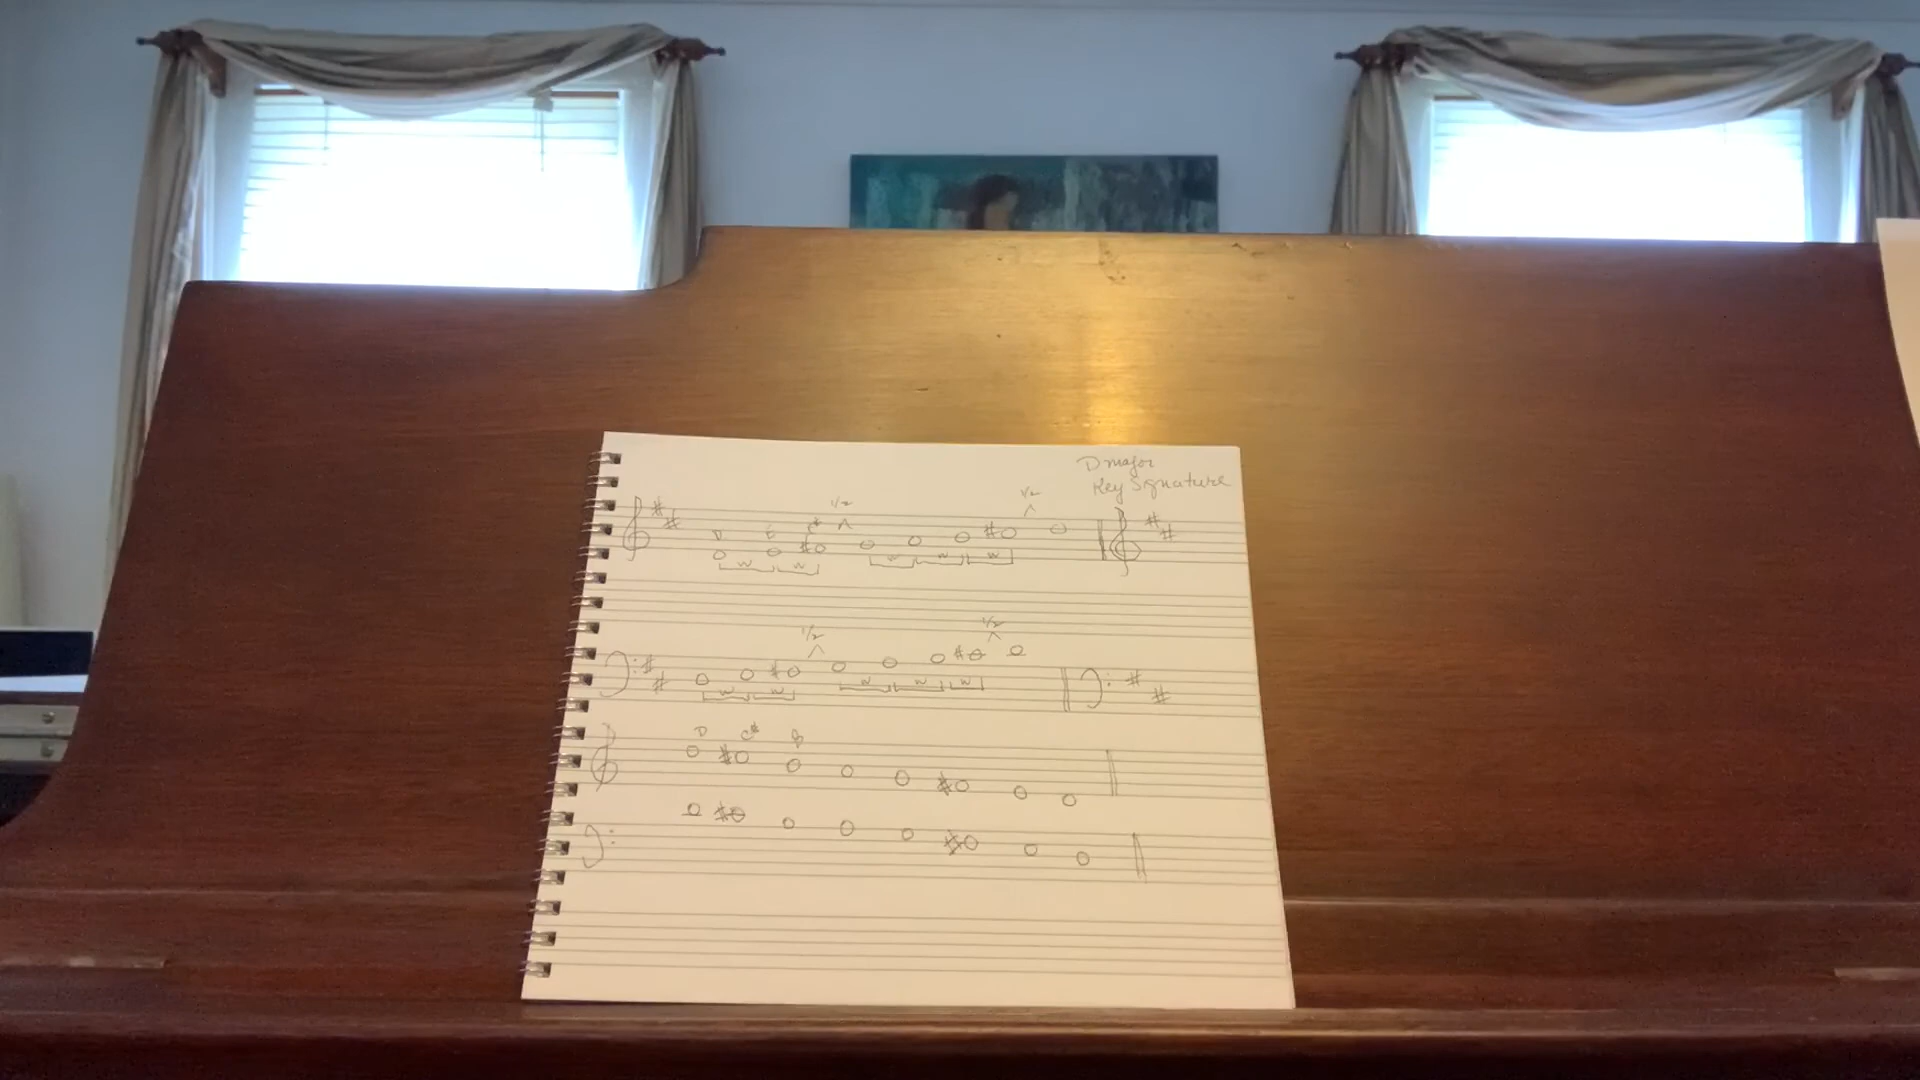 D major
Key Signature
1/2 1/2
D E F#
W W W W W
1/2 1/2
W W W W W
D C# B